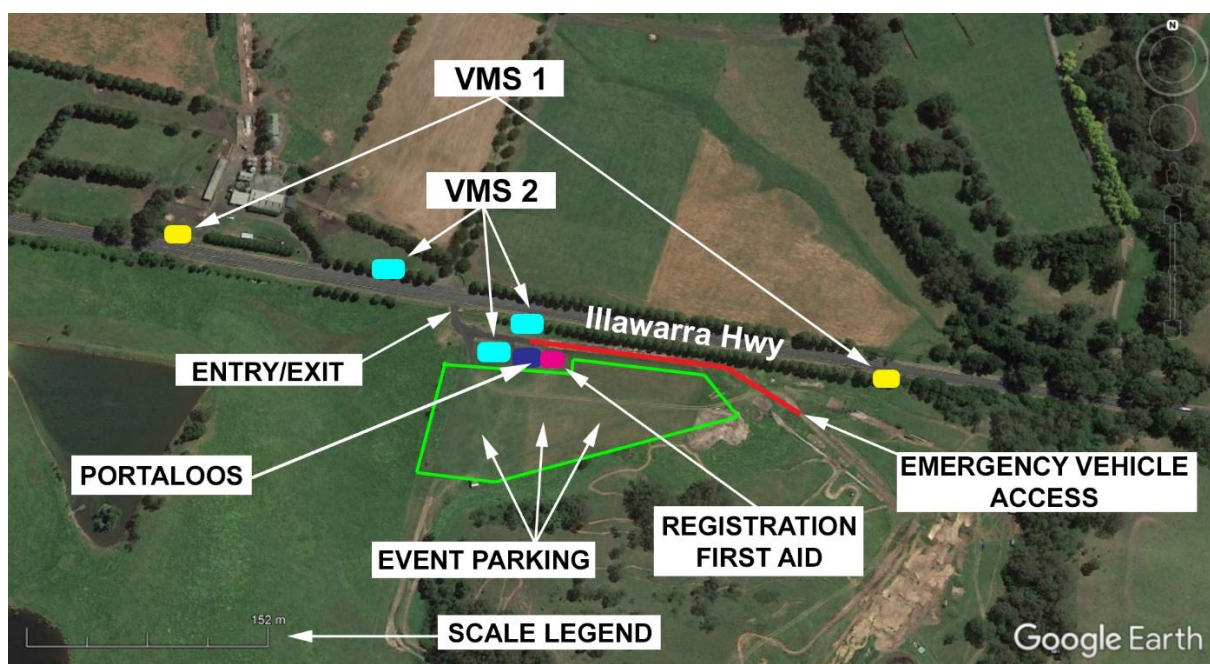 N
VMS 1
VMS 2
Illawarra Hwy
ENTRY/EXIT
PORTALOOS
EMERGENCY VEHICLE
ACCESS
REGISTRATION
FIRST AID
EVENT PARKING
152 m
SCALE LEGEND
Google Earth